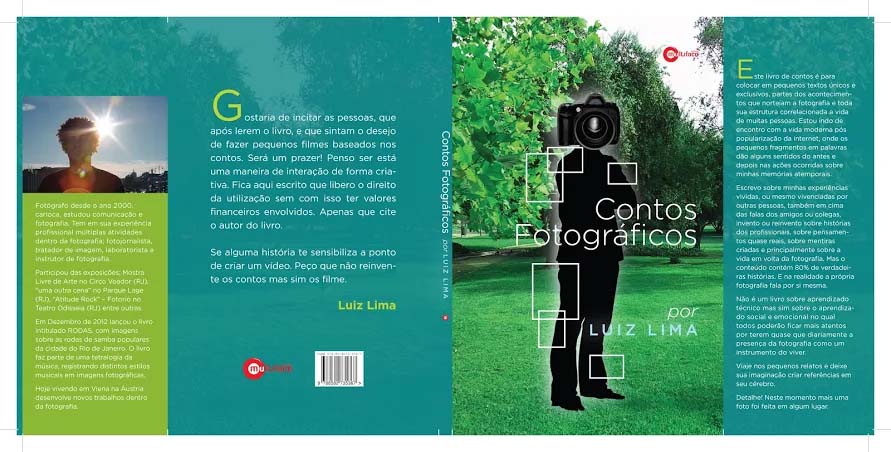 Fotógrafo desde o ano 2000,
carioca, estudou comunicação e
fotografia. Tem em sua experiência
profissional múltiplas atividades
dentro da fotografia; fotojornalista,
tratador de imagem, laboratorista e
instrutor de fotografia.
Participou das exposições; Mostra
Livre de Arte no Circo Voador (RJ),
"uma outra cena" no Parque Lage
(RJ), "Atitude Rock" - Fotorio no
Teatro Odisseia (RJ) entre outras.
Em Dezembro de 2012 lançou o livro
intitulado RODAS, com imagens
sobre as rodas de samba populares
da cidade do Rio de Janeiro. O livro
faz parte de uma tetralogia da
música, registrando distintos estilos
musicais em imagens fotográficas.
Hoje vivendo em Viena na Áustria
desenvolve novos trabalhos dentro
da fotografia.
Gostaria de incitar as pessoas, que
após lerem o livro, e que sintam o desejo
de fazer pequenos filmes baseados nos
contos. Será um prazer! Penso ser está
uma maneira de interação de forma cria-
tiva. Fica aqui escrito que libero o direito
da utilização sem com isso ter valores
financeiros envolvidos. Apenas que cite
o autor do livro.
Se alguma história te sensibiliza a ponto
de criar um vídeo. Peço que não reinven-
te os contos mas sim os filme.
Luiz Lima
multifoco
Contos Fotográficos por LUIZ LIMA
multifoco
Contos
Fotográficos
por
LUIZ LIMA
Este livro de contos é para
colocar em pequenos textos únicos e
exclusivos, partes dos acontecimen-
tos que norteiam a fotografia e toda
sua estrutura correlacionada a vida
de muitas pessoas. Estou indo de
encontro com a vida moderna pós
popularização da internet, onde os
pequenos fragmentos em palavras
dão alguns sentidos do antes e
depois nas ações ocorridas sobre
minhas memórias atemporais.
Escrevo sobre minhas experiências
vividas, ou mesmo vivenciadas por
outras pessoas, também em cima
das falas dos amigos ou colegas,
invento ou reinvento sobre histórias
dos profissionais, sobre pensamen-
tos quase reais, sobre mentiras
criadas e principalmente sobre a
vida em volta da fotografia. Mas o
conteúdo contém 80% de verdadei-
ras histórias. E na realidade a própria
fotografia fala por si mesma.
Não é um livro sobre aprendizado
técnico mas sim sobre o aprendiza-
do social e emocional no qual
todos poderão ficar mais atentos
por terem quase que diariamente a
presença da fotografia como um
instrumento do viver.
Viaje nos pequenos relatos e deixe
sua imaginação criar referências em
seu cérebro.
Detalhe! Neste momento mais uma
foto foi feita em algum lugar.